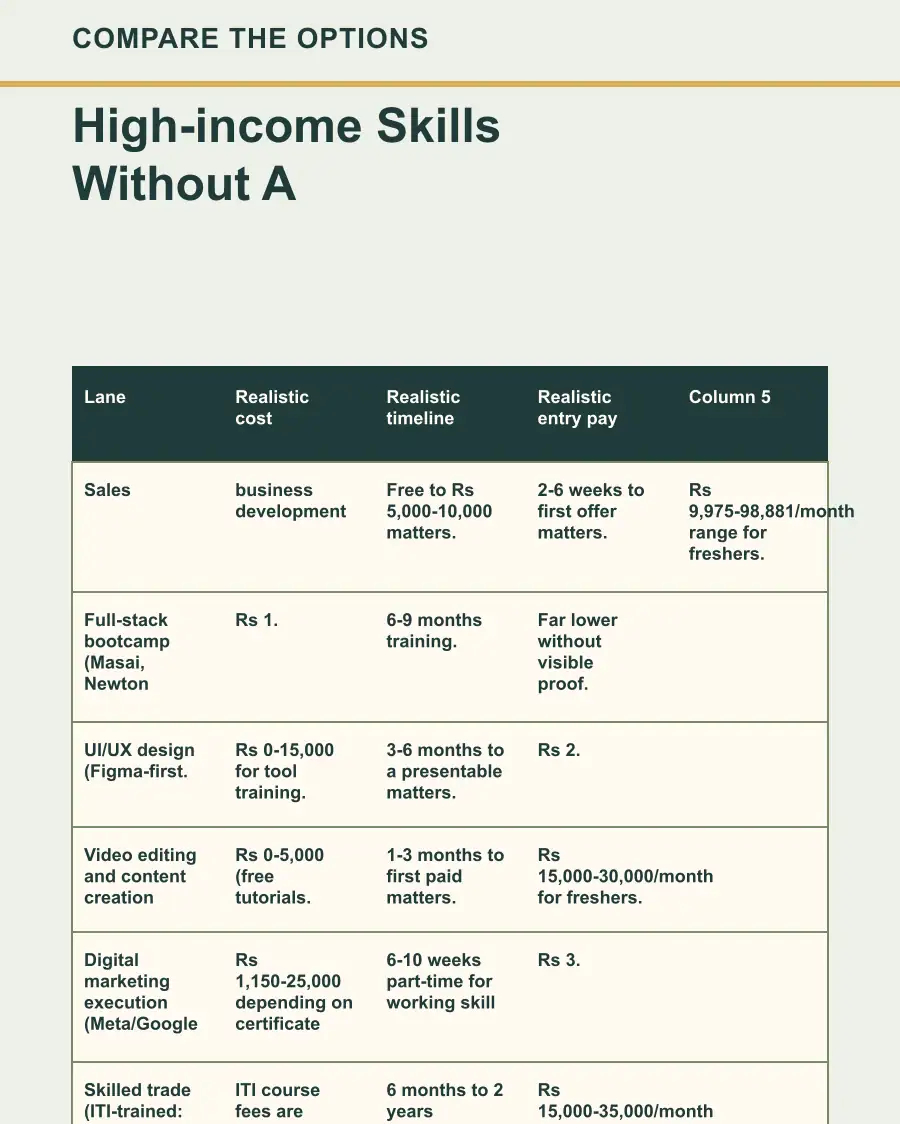 COMPARE THE OPTIONS
High-income Skills
Without A
Lane
Realistic
cost
Realistic
timeline
Realistic
entry pay
Column 5
Sales
business
development
Free to Rs
5,000-10,000
matters.
2-6 weeks to
first offer
matters.
Rs
9,975-98,881/month
range for
freshers.
Full-stack
bootcamp
(Masai,
Newton
Rs 1.
6-9 months
training.
Far lower
without
visible
proof.
UI/UX design
(Figma-first.
Rs 0-15,000
for tool
training.
3-6 months to
a presentable
matters.
Rs 2.
Video editing
and content
creation
Rs 0-5,000
(free
tutorials.
1-3 months to
first paid
matters.
Rs
15,000-30,000/month
for freshers.
Digital
marketing
execution
(Meta/Google
Rs
1,150-25,000
depending on
certificate
6-10 weeks
part-time for
working skill
Rs 3.
Skilled trade
(ITI-trained:
ITI course
fees are
6 months to 2
years
Rs
15,000-35,000/month